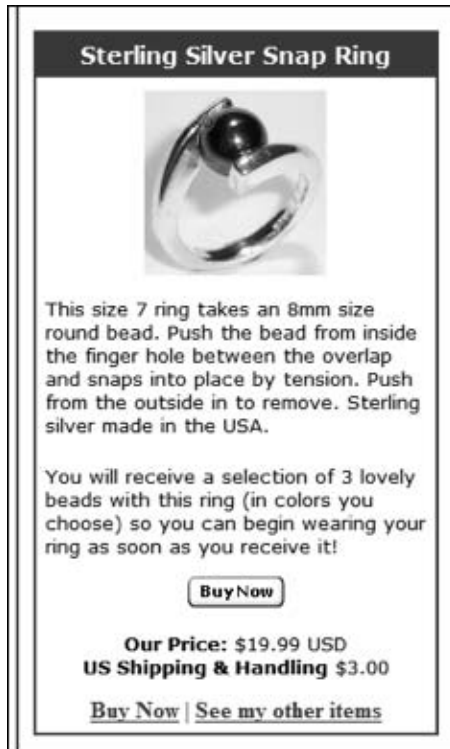 Sterling Silver Snap Ring
This size 7 ring takes an 8mm size
round bead. Push the bead from inside
the finger hole between the overlap
and snaps into place by tension. Push
from the outside in to remove. Sterling
silver made in the USA.
You will receive a selection of 3 lovely
beads with this ring (in colors you
choose) so you can begin wearing your
ring as soon as you receive it!
Buy Now
Our Price: $19.99 USD
US Shipping & Handling $3.00
Buy Now | See my other items